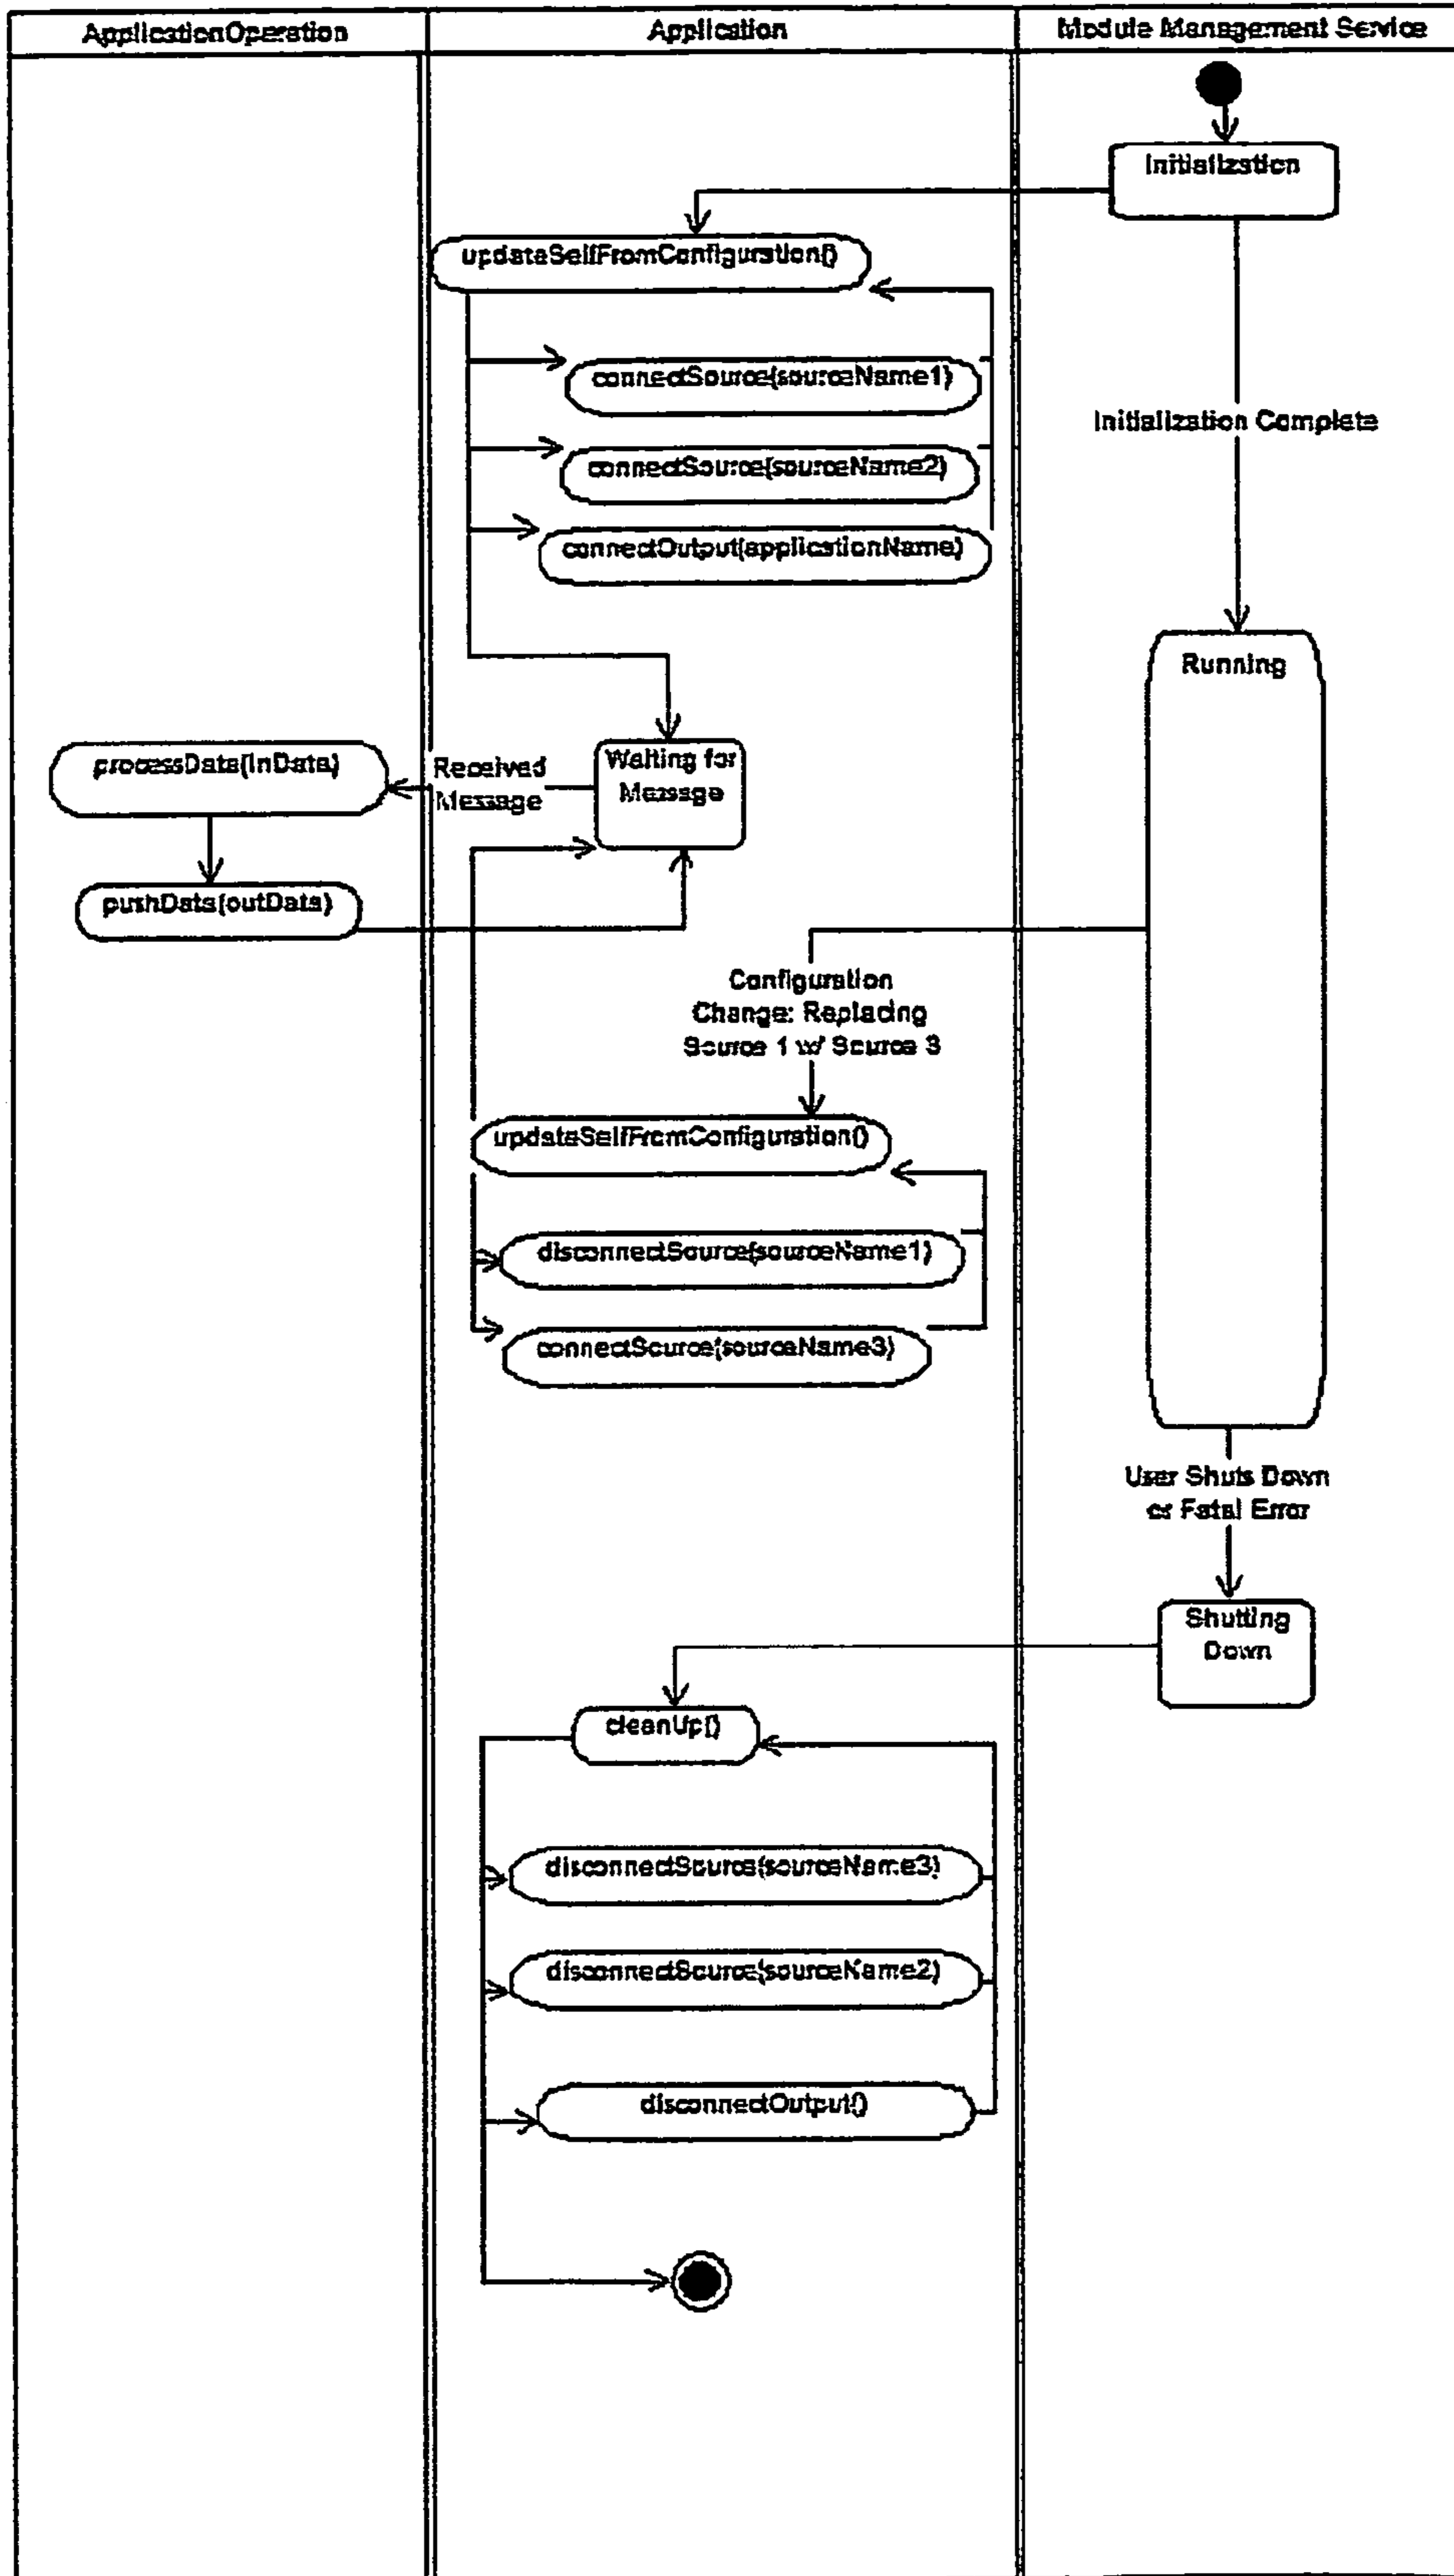 ApplicationOperation
Application
Module Management Service
Initialization
updateSelfFromConfiguration()
connectSource(sourceName1)
Initialization Complete
connectSource(sourceName2)
connectOutput(applicationName)
Running
processData(inData)
Received
Message
Waiting for
Message
pushData(outData)
Configuration
Change: Replacing
Source 1 w/ Source 3
updateSelfFromConfiguration()
disconnectSource(sourceName1)
connectSource(sourceName3)
User Shuts Down
or Fatal Error
Shutting
Down
cleanUp()
disconnectSource(sourceName3)
disconnectSource(sourceName2)
disconnectOutput()